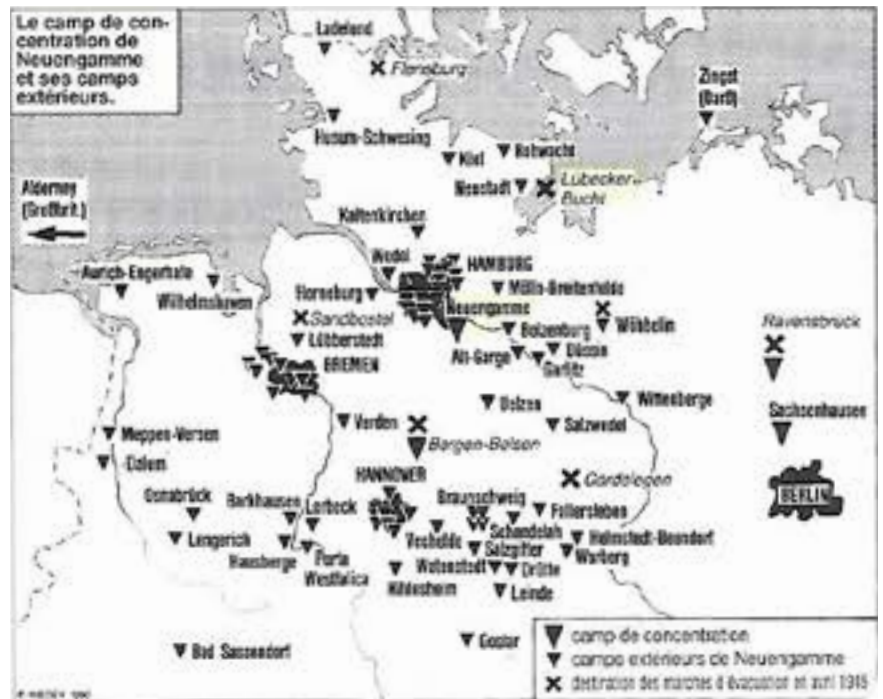 Le camp de con-
centration de
Neuengamme
et ses camps
extérieurs.
Ladelund
Flensburg
Zingst
(Bard)
Husum-Schwesing
Kiel
Hohwacht
Neustadt
Lübecker
Bucht
Alderney
(Großbrit.)
Kaltenkirchen
Wedel
HAMBURG
Aurich-Engerhafe
Wilhelmshaven
Horneburg
Mölln-Breitenfelde
Neuengamme
Sandbostel
Boizenburg
Wöbbelin
Ravensbrück
Lübberstedt
Alt-Garge
Düssin
Garlitz
BREMEN
Uelzen
Wittenberge
Sachsenhausen
Meppen-Versen
Verden
Salzwedel
Bergen-Belsen
Dalum
Gardelegen
BERLIN
Osnabrück
Barkhausen
Lerbeck
HANNOVER
Braunschweig
Fallersleben
Lengerich
Hausberge
Porta
Westfalica
Vechelde
Schandelah
Helmstedt-Beendorf
Salzgitter
Warberg
Hildesheim
Watenstedt
Drütte
Leinde
Bad Sassendorf
Goslar
camp de concentration
camps extérieurs de Neuengamme
destination des marches d'évacuation en avril 1945